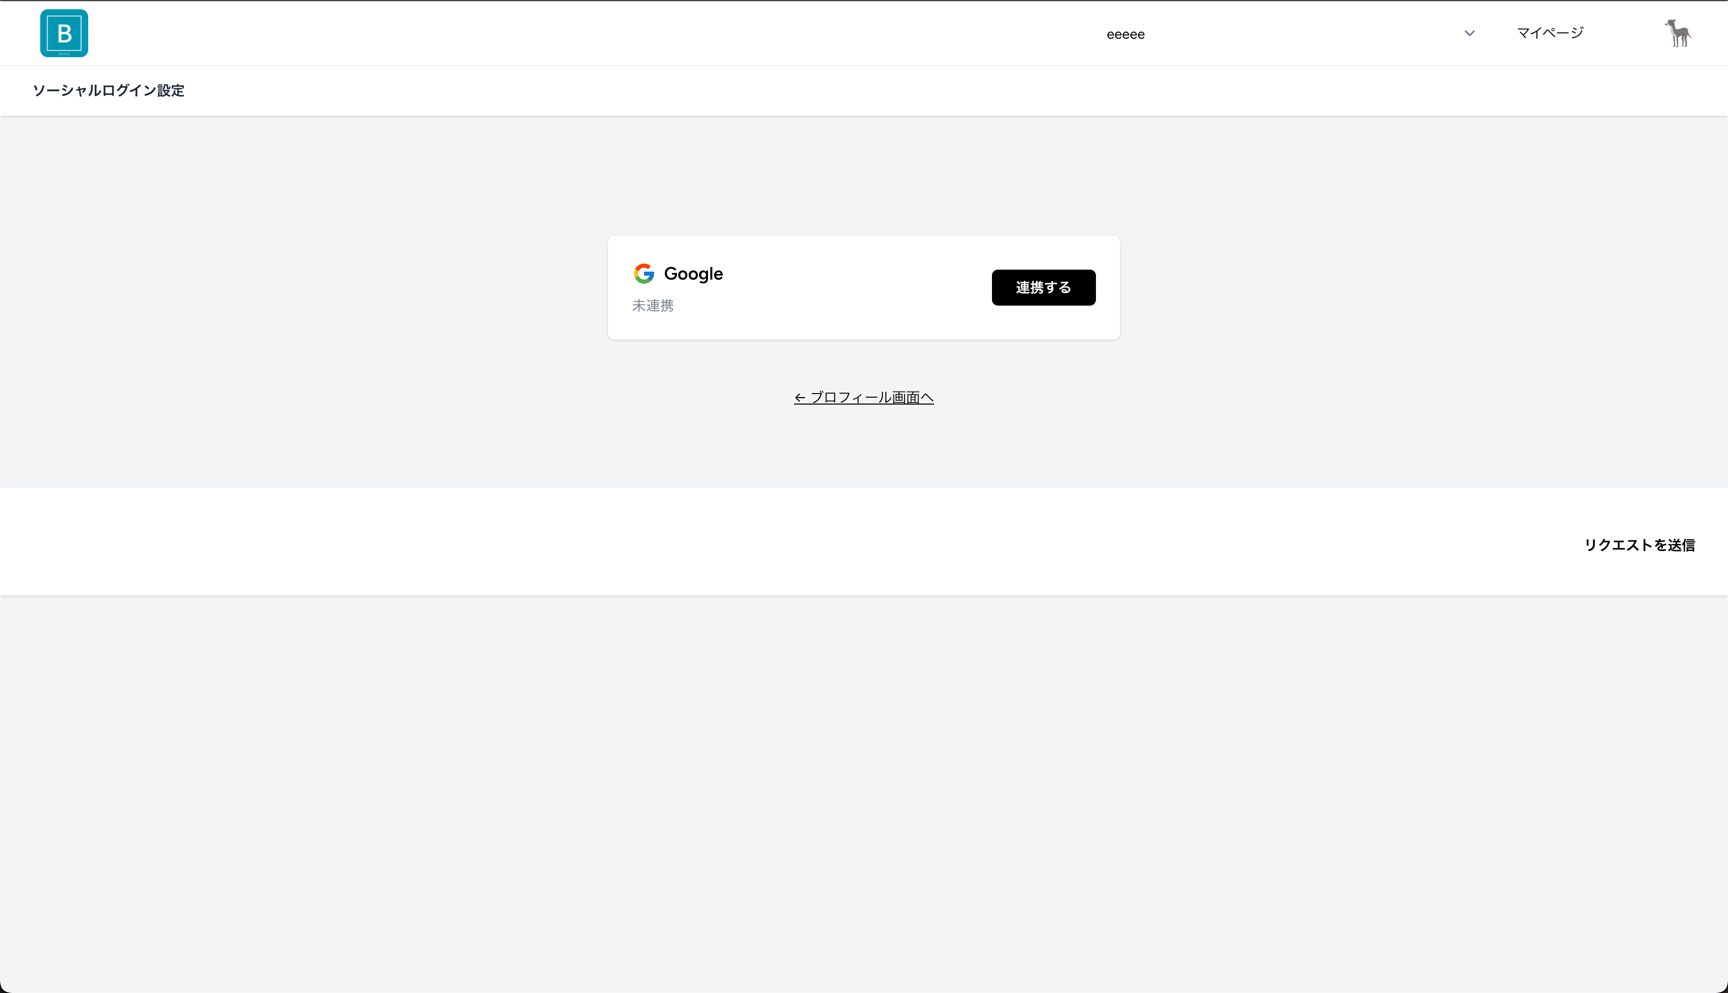 B
eeeee
マイページ
ソーシャルログイン設定
Google
連携する
未連携
← プロフィール画面へ
リクエストを送信